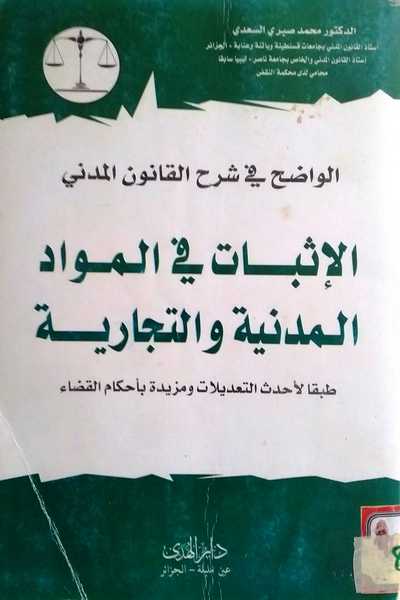 الدكتور محمد صبري السعدي
أستاذ القانون المدني بجامعات قسنطينة وباتنة وعنابة - الجزائر
أستاذ القانون المدني والخاص بجامعة ناصر - ليبيا سابقا
محامي لدى محكمة النقض
الواضح في شرح القانون المدني
الإثبات في المواد
المدنية والتجارية
طبقا لأحدث التعديلات ومزيدة بأحكام القضاء
دار الهدى
عين مليلة - الجزائر